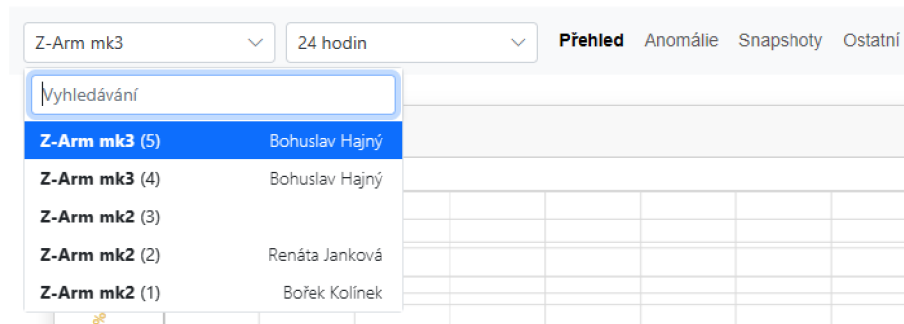 Z-Arm mk3 24 hodin Přehled Anomálie Snapshoty Ostatní
Vyhledávání
Z-Arm mk3 (5) Bohuslav Hajný
Z-Arm mk3 (4) Bohuslav Hajný
Z-Arm mk2 (3)
Z-Arm mk2 (2) Renáta Janková
Z-Arm mk2 (1) Bořek Kolínek
%